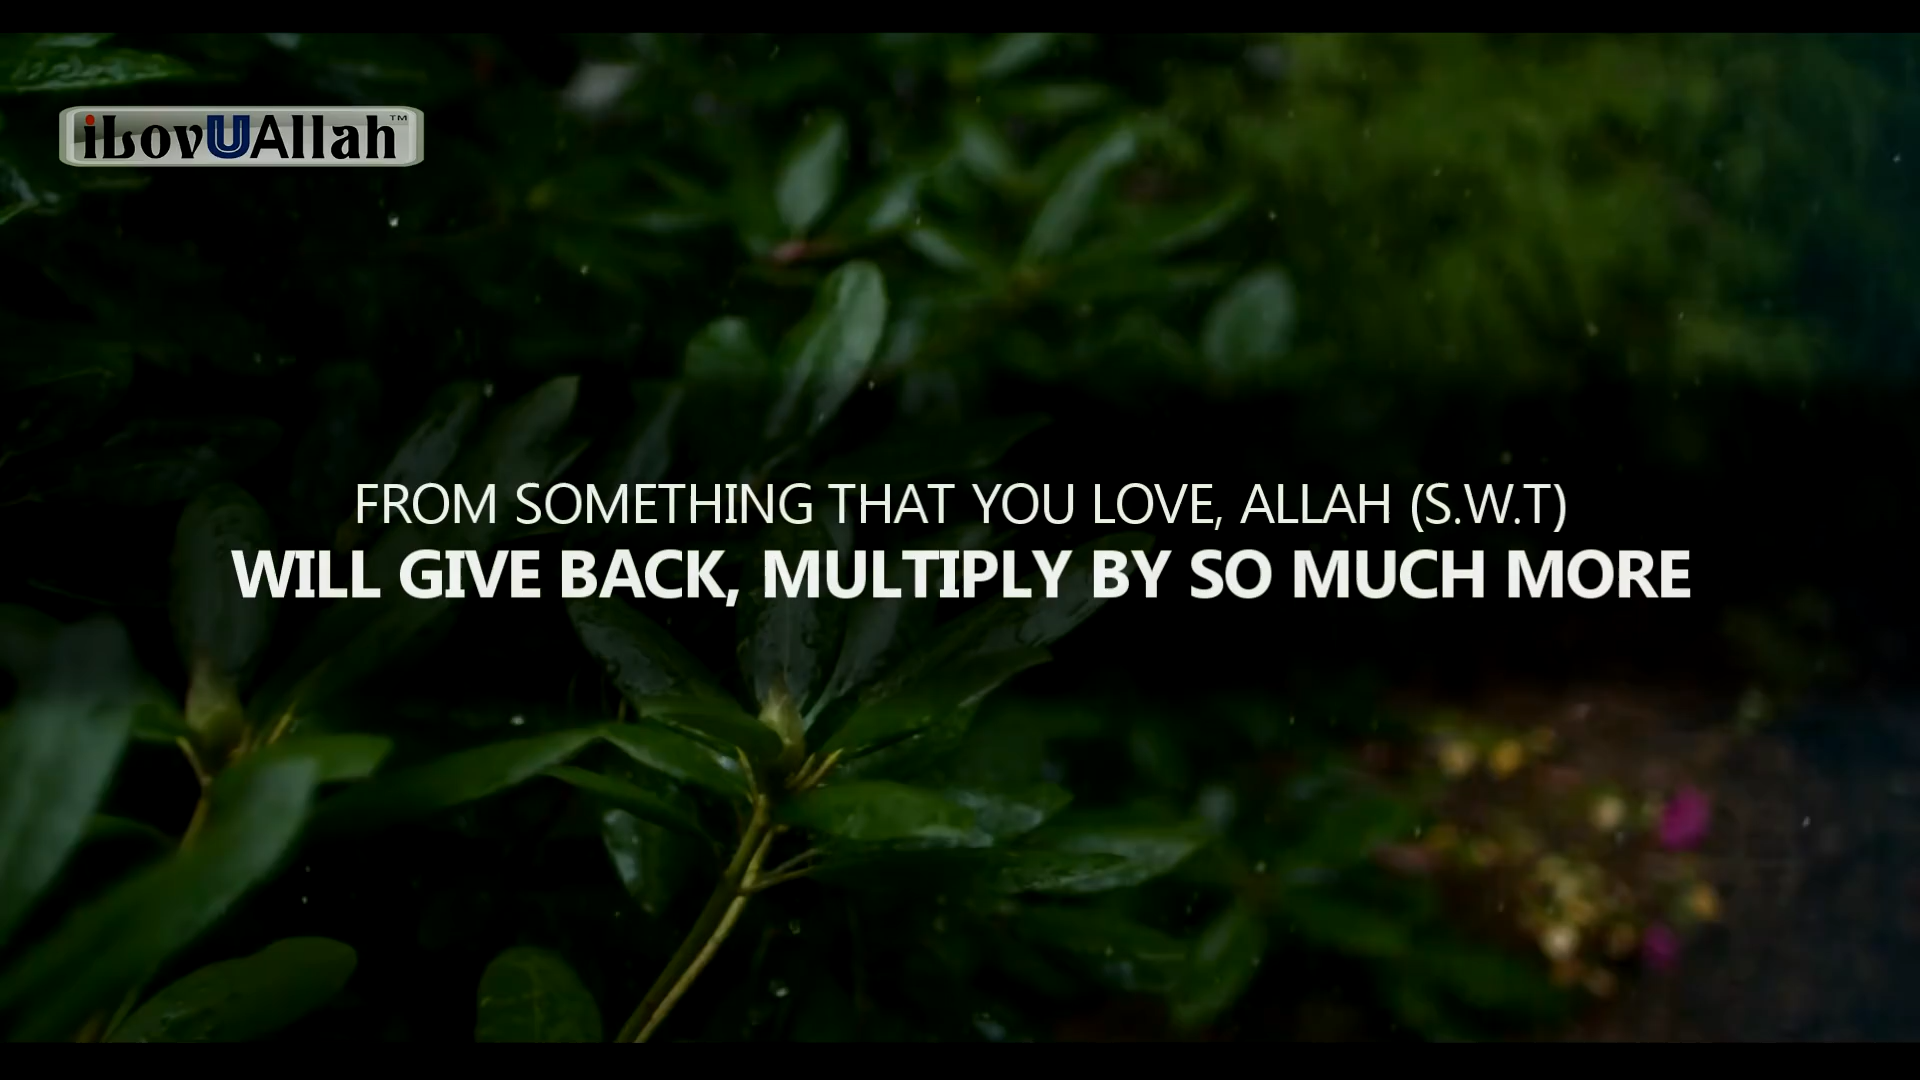 iLovUAllah™
FROM SOMETHING THAT YOU LOVE, ALLAH (S.W.T)
WILL GIVE BACK, MULTIPLY BY SO MUCH MORE